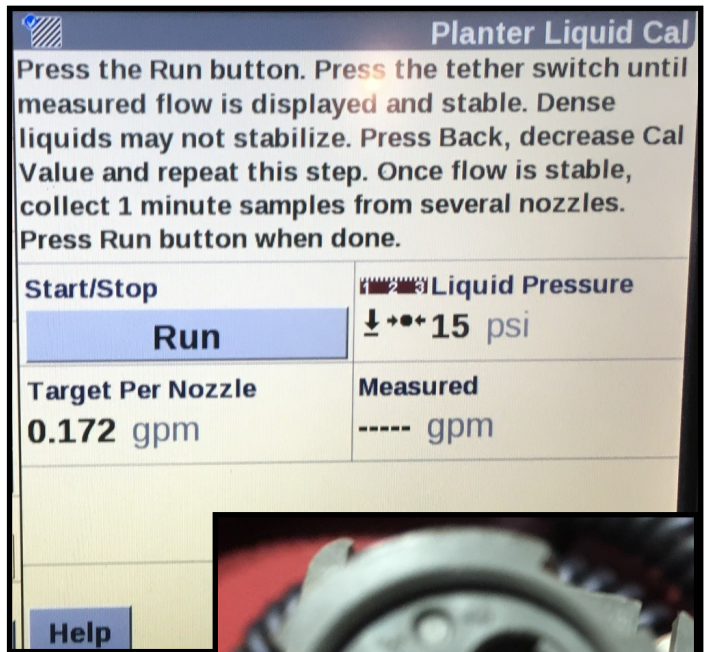 Planter Liquid Cal
Press the Run button. Press the tether switch until
measured flow is displayed and stable. Dense
liquids may not stabilize. Press Back, decrease Cal
Value and repeat this step. Once flow is stable,
collect 1 minute samples from several nozzles.
Press Run button when done.
Start/Stop
Run
1 2 3 Liquid Pressure
15 psi
Target Per Nozzle
0.172 gpm
Measured
----- gpm
Help